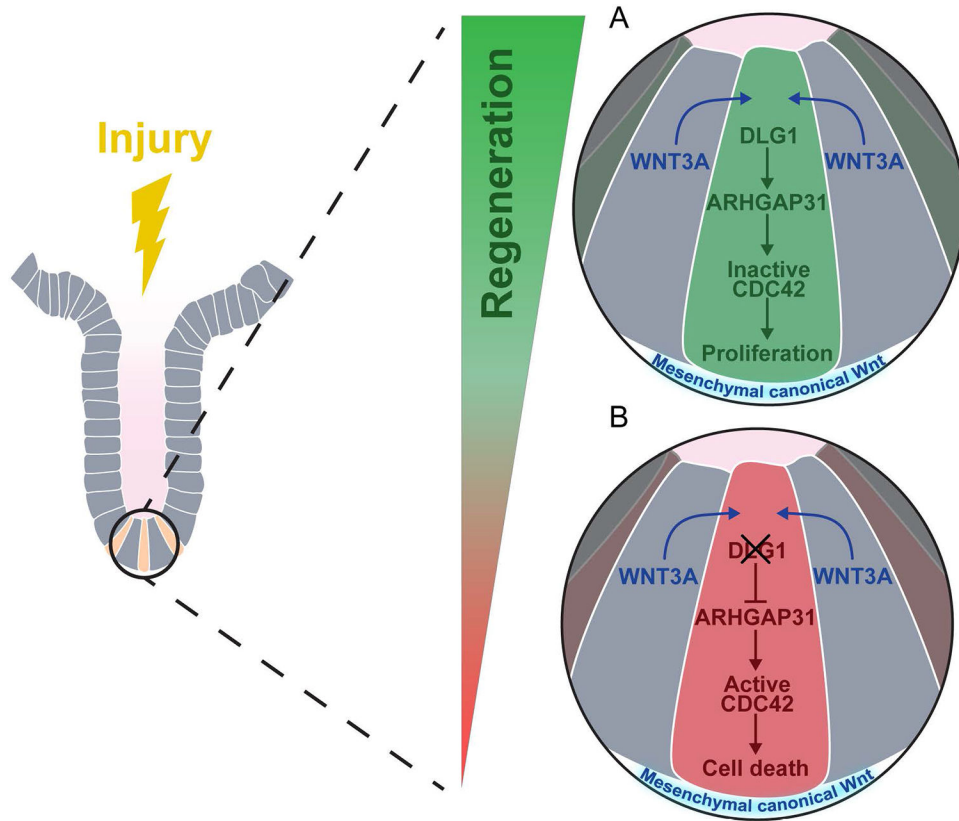 Injury
Regeneration
A
WNT3A
WNT3A
DLG1
ARHGAP31
Inactive
CDC42
Proliferation
Mesenchymal canonical Wnt
B
WNT3A
WNT3A
DLG1
ARHGAP31
Active
CDC42
Cell death
Mesenchymal canonical Wnt